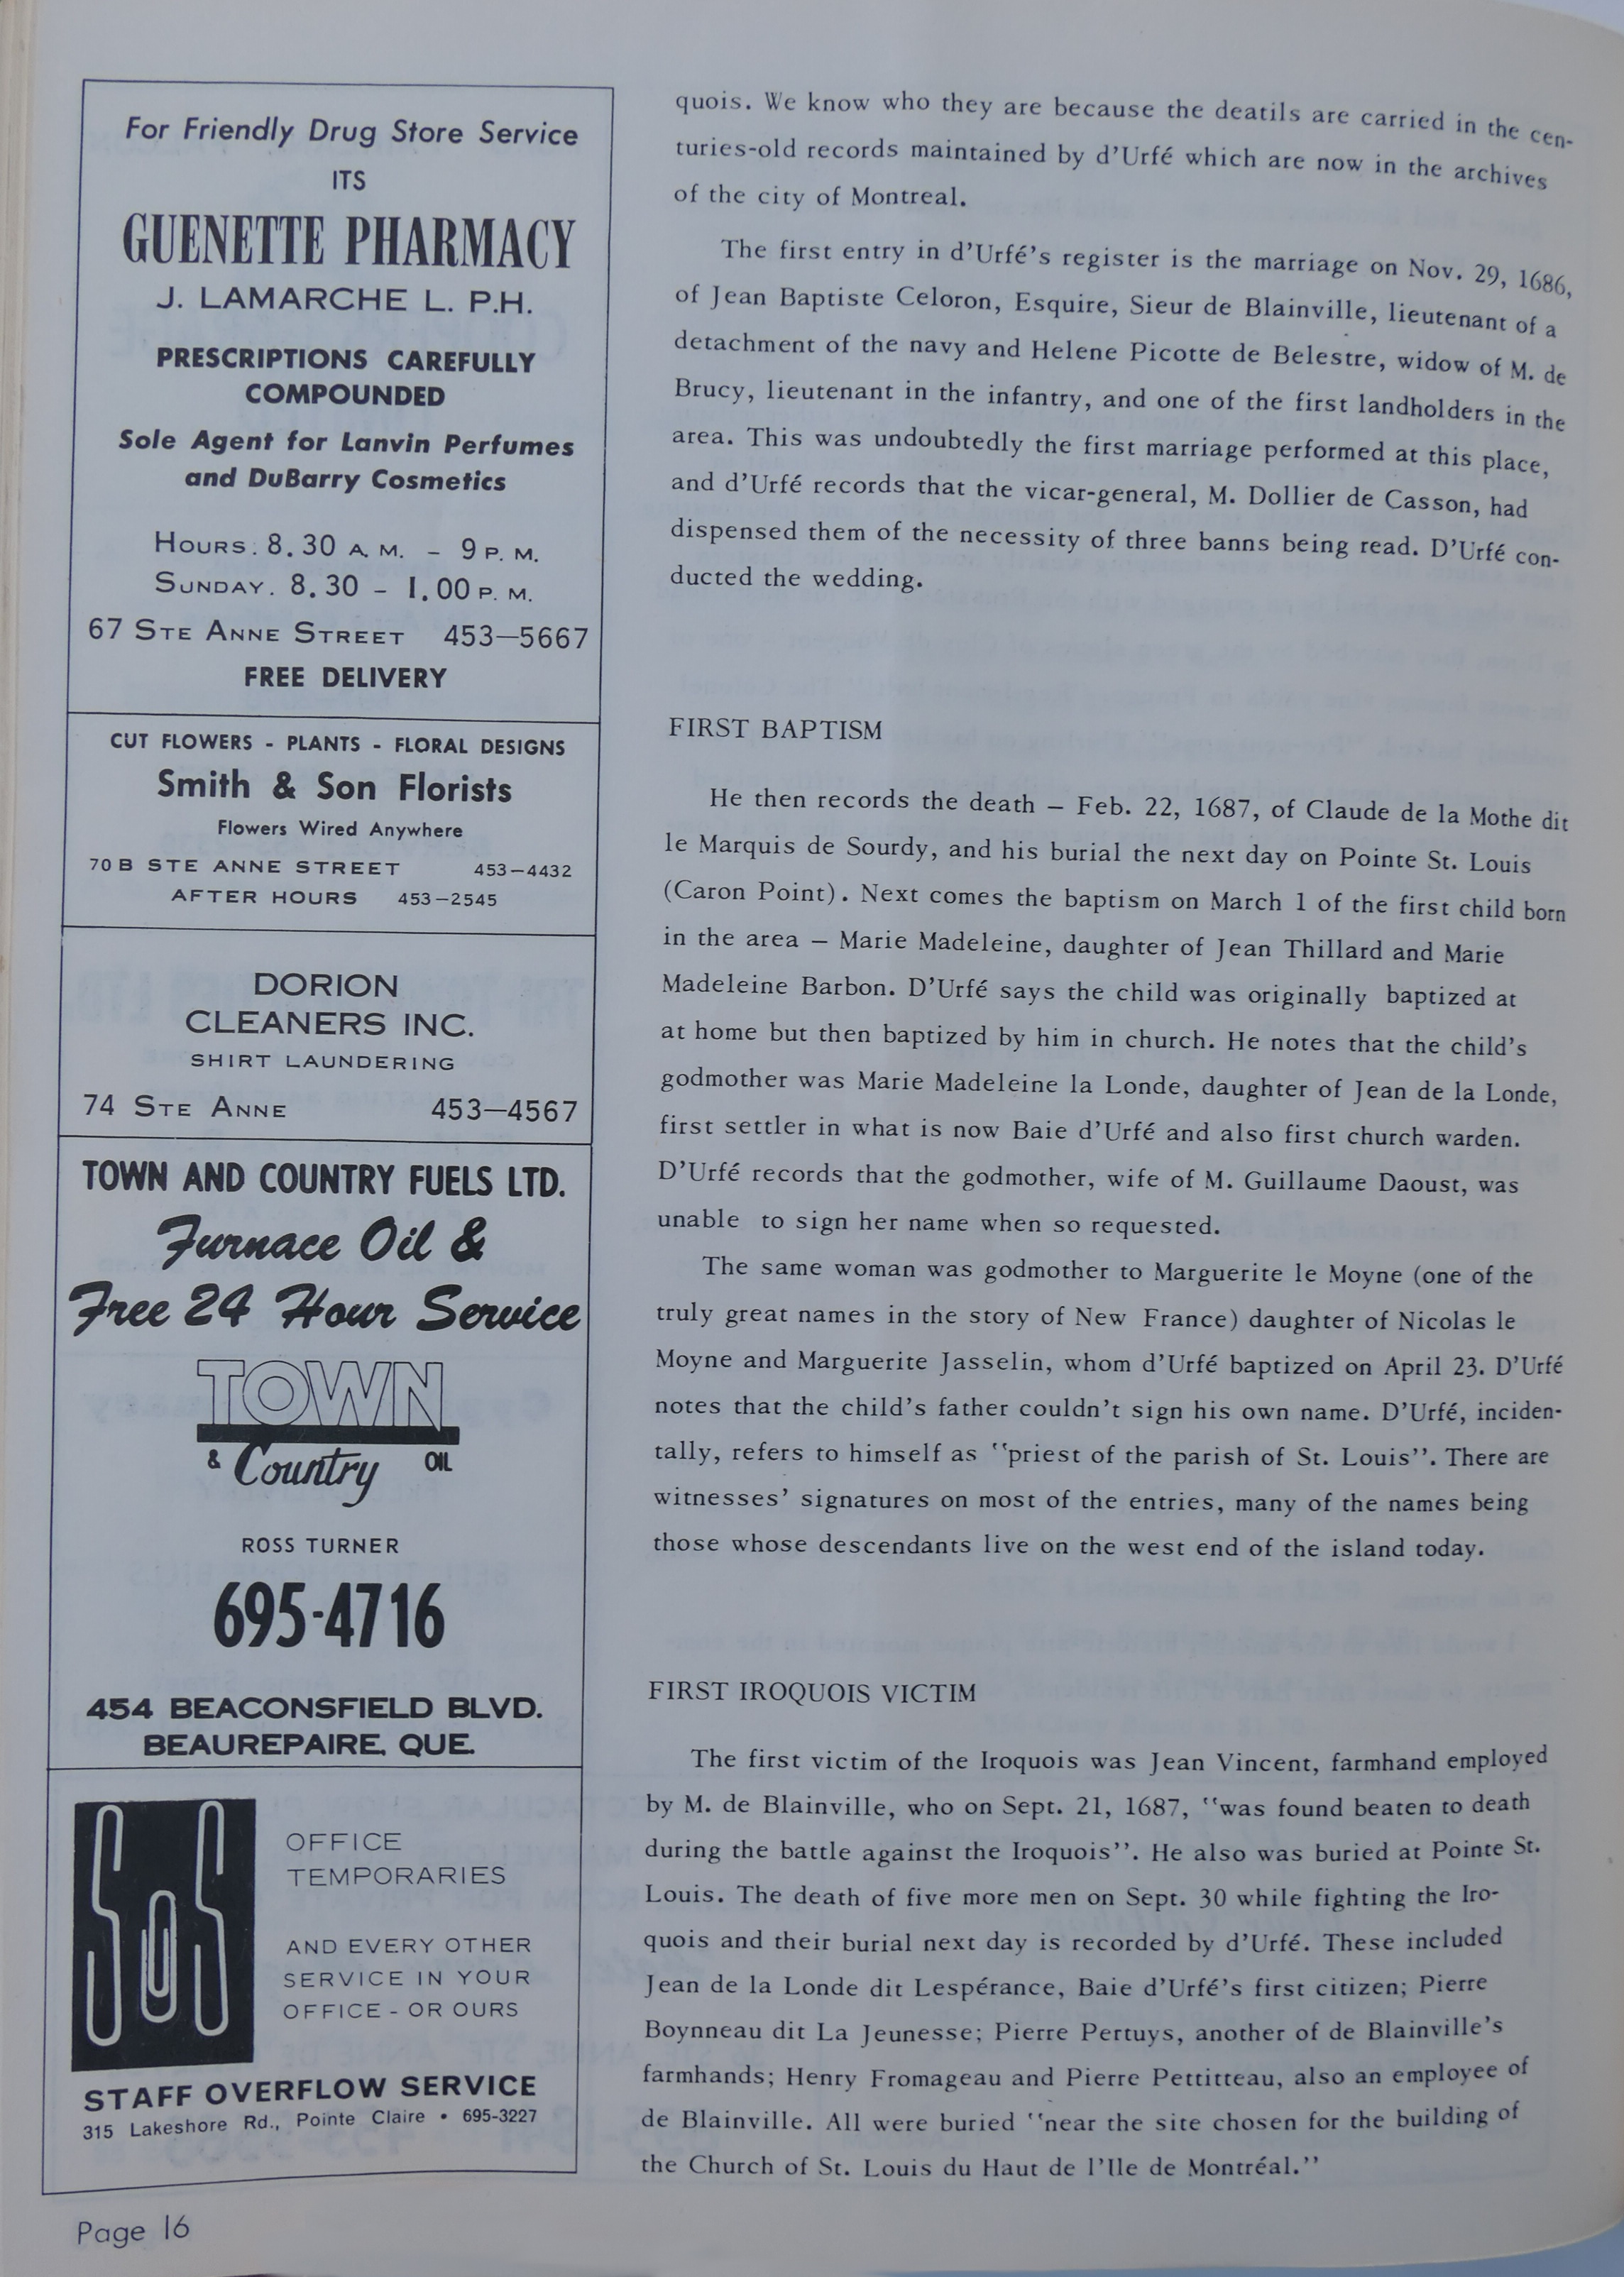 For Friendly Drug Store Service
ITS
GUENETTE PHARMACY
J. LAMARCHE L. P.H.
PRESCRIPTIONS CAREFULLY
COMPOUNDED
Sole Agent for Lanvin Perfumes
and DuBarry Cosmetics
HOURS. 8.30 A. M. - 9 P. M.
SUNDAY. 8.30 - 1.00 P. M.
67 STE ANNE STREET 453—5667
FREE DELIVERY
CUT FLOWERS - PLANTS - FLORAL DESIGNS
Smith & Son Florists
Flowers Wired Anywhere
70 B STE ANNE STREET 453—4432
AFTER HOURS 453—2545
DORION
CLEANERS INC.
SHIRT LAUNDERING
74 STE ANNE 453—4567
TOWN AND COUNTRY FUELS LTD.
Furnace Oil &
Free 24 Hour Service
TOWN
& Country OIL
ROSS TURNER
695-4716
454 BEACONSFIELD BLVD.
BEAUREPAIRE, QUE.
SOS
OFFICE
TEMPORARIES
AND EVERY OTHER
SERVICE IN YOUR
OFFICE - OR OURS
STAFF OVERFLOW SERVICE
315 Lakeshore Rd., Pointe Claire • 695-3227
Page 16
quois. We know who they are because the deatils are carried in the cen-
turies-old records maintained by d'Urfé which are now in the archives
of the city of Montreal.
The first entry in d'Urfé's register is the marriage on Nov. 29, 1686,
of Jean Baptiste Celoron, Esquire, Sieur de Blainville, lieutenant of a
detachment of the navy and Helene Picotte de Belestre, widow of M. de
Brucy, lieutenant in the infantry, and one of the first landholders in the
area. This was undoubtedly the first marriage performed at this place,
and d'Urfé records that the vicar-general, M. Dollier de Casson, had
dispensed them of the necessity of three banns being read. D'Urfé con-
ducted the wedding.
FIRST BAPTISM
He then records the death — Feb. 22, 1687, of Claude de la Mothe dit
le Marquis de Sourdy, and his burial the next day on Pointe St. Louis
(Caron Point). Next comes the baptism on March 1 of the first child born
in the area — Marie Madeleine, daughter of Jean Thillard and Marie
Madeleine Barbon. D'Urfé says the child was originally baptized at
at home but then baptized by him in church. He notes that the child's
godmother was Marie Madeleine la Londe, daughter of Jean de la Londe,
first settler in what is now Baie d'Urfé and also first church warden.
D'Urfé records that the godmother, wife of M. Guillaume Daoust, was
unable to sign her name when so requested.
The same woman was godmother to Marguerite le Moyne (one of the
truly great names in the story of New France) daughter of Nicolas le
Moyne and Marguerite Jasselin, whom d'Urfé baptized on April 23. D'Urfé
notes that the child's father couldn't sign his own name. D'Urfé, inciden-
tally, refers to himself as "priest of the parish of St. Louis". There are
witnesses' signatures on most of the entries, many of the names being
those whose descendants live on the west end of the island today.
FIRST IROQUOIS VICTIM
The first victim of the Iroquois was Jean Vincent, farmhand employed
by M. de Blainville, who on Sept. 21, 1687, "was found beaten to death
during the battle against the Iroquois". He also was buried at Pointe St.
Louis. The death of five more men on Sept. 30 while fighting the Iro-
quois and their burial next day is recorded by d'Urfé. These included
Jean de la Londe dit Lespérance, Baie d'Urfé's first citizen; Pierre
Boynneau dit La Jeunesse; Pierre Pertuys, another of de Blainville's
farmhands; Henry Fromageau and Pierre Pettitteau, also an employee of
de Blainville. All were buried "near the site chosen for the building of
the Church of St. Louis du Haut de l'Ile de Montréal."